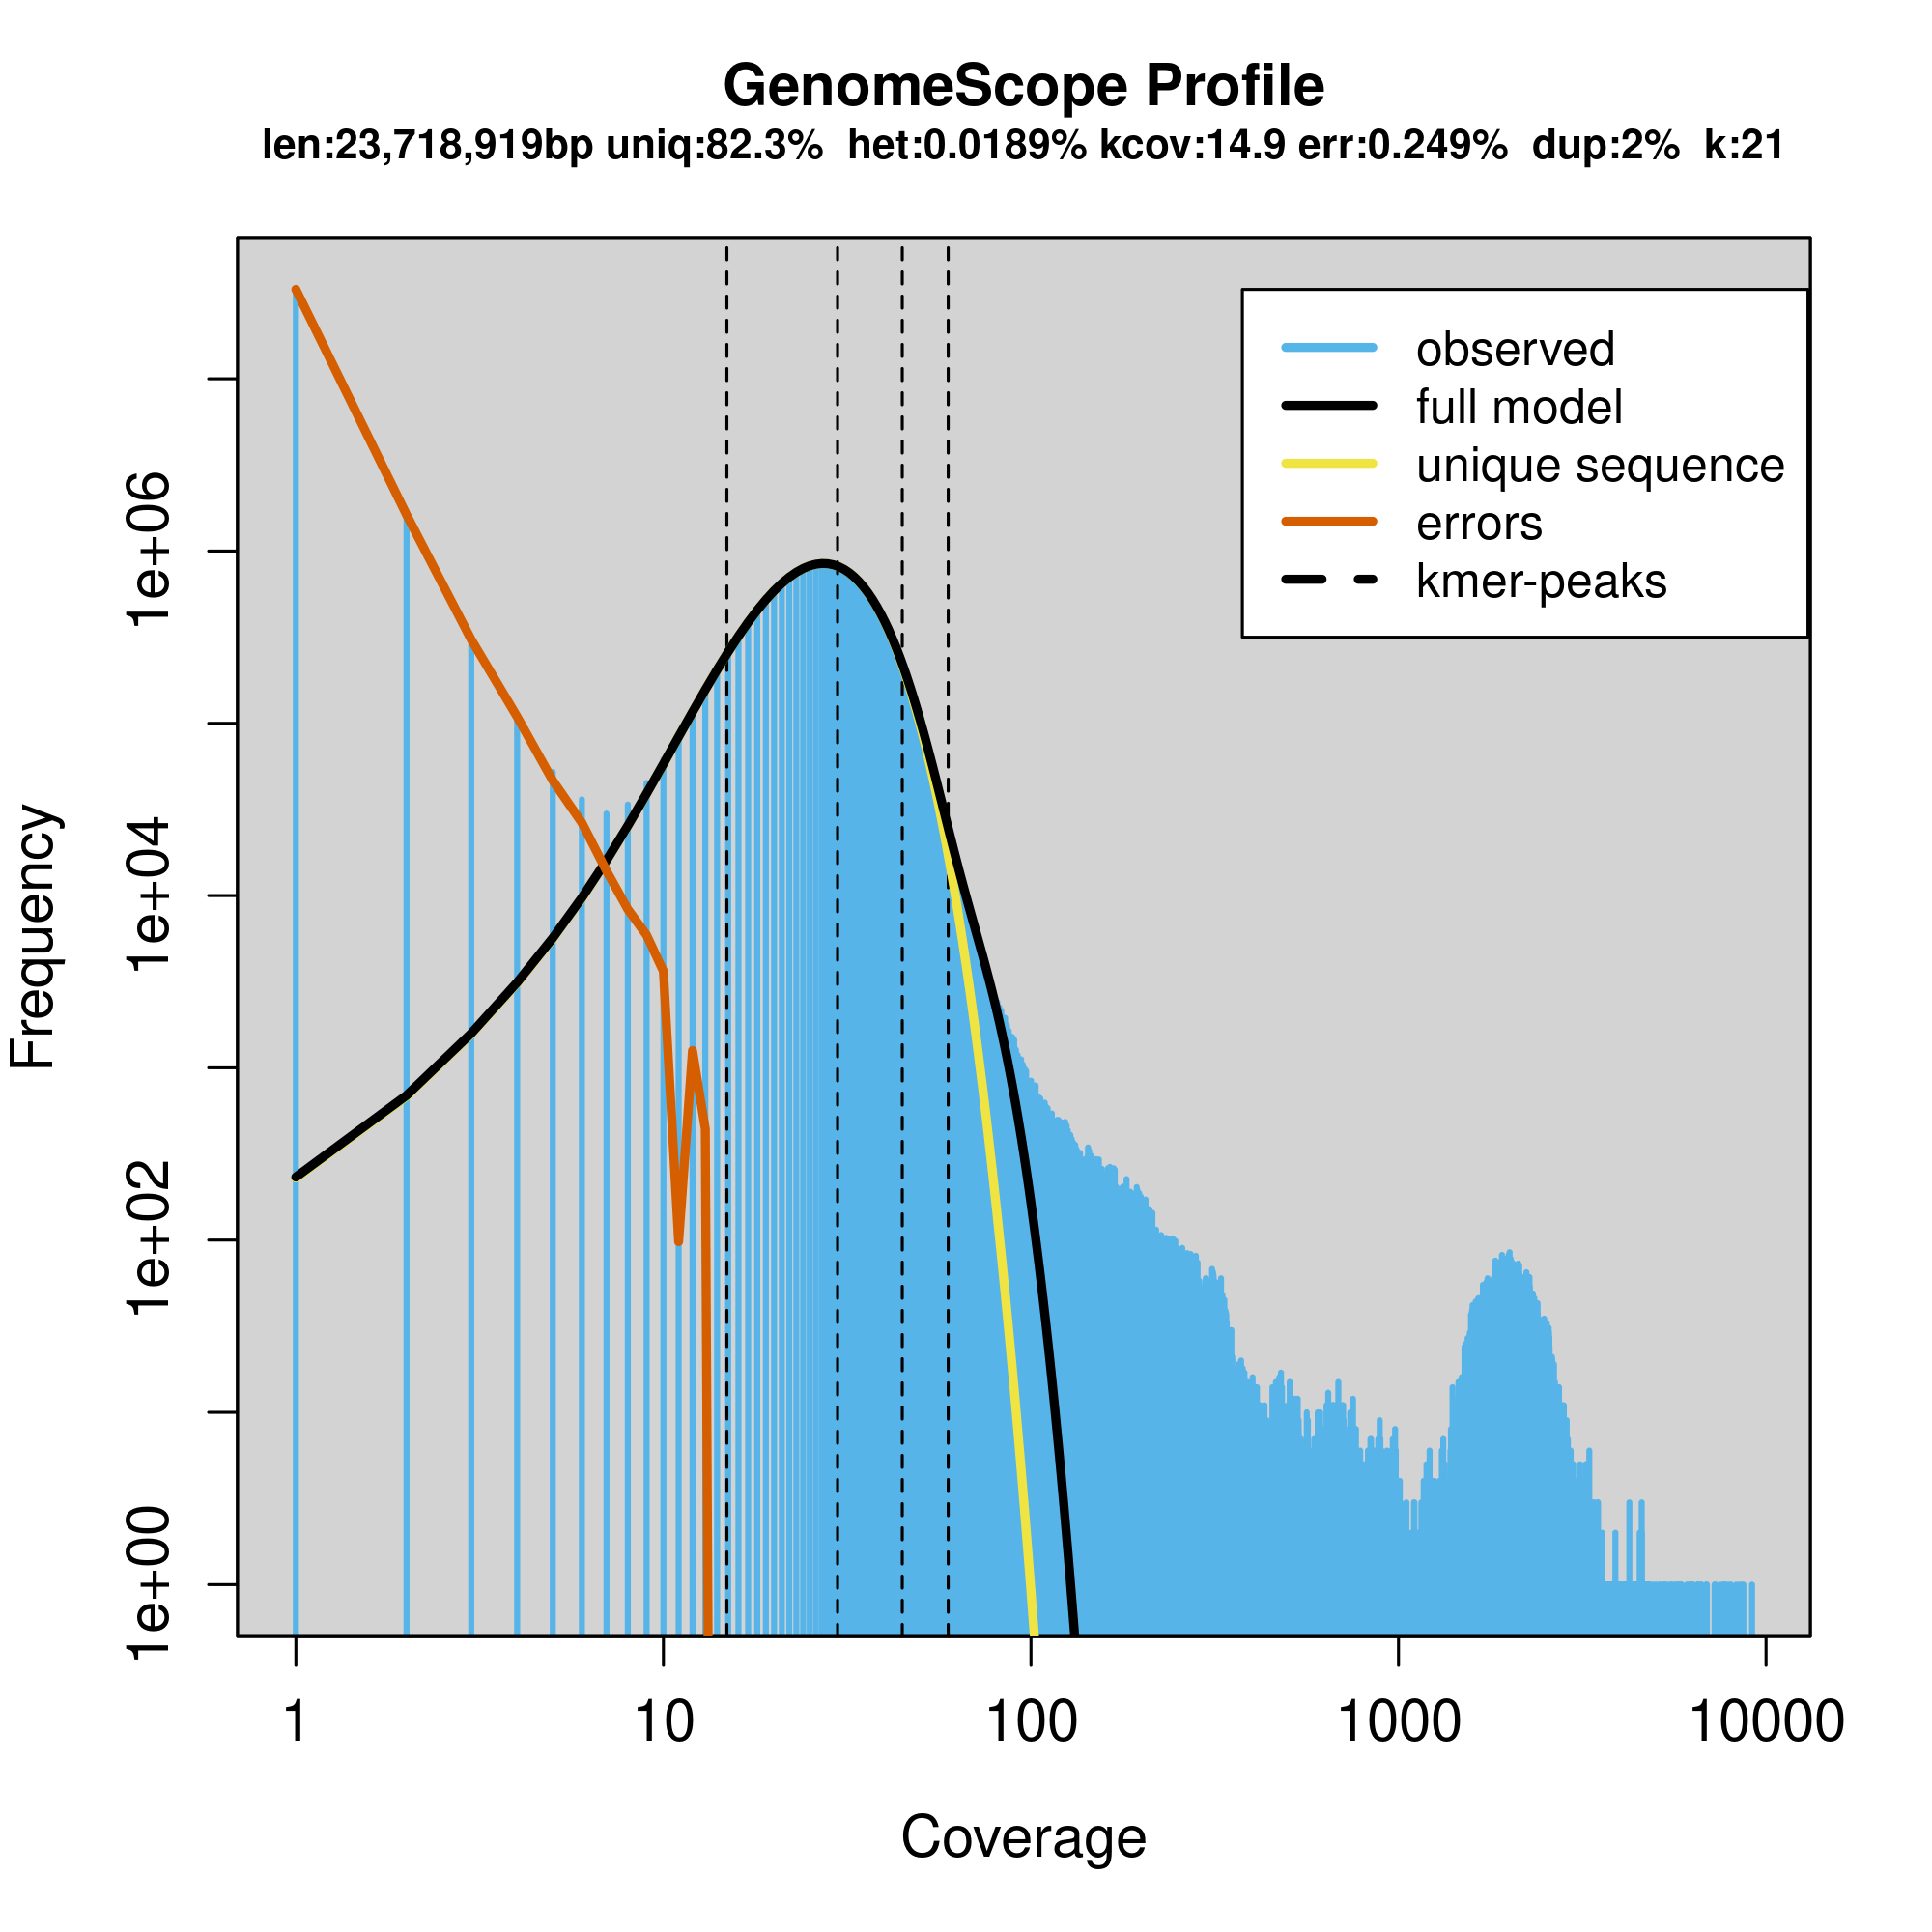 GenomeScope Profile
len:23,718,919bp uniq:82.3% het:0.0189% kcov:14.9 err:0.249% dup:2% k:21
observed
full model
unique sequence
errors
kmer-peaks
Frequency
1e+06
1e+04
1e+02
1e+00
1
10
100
1000
10000
Coverage